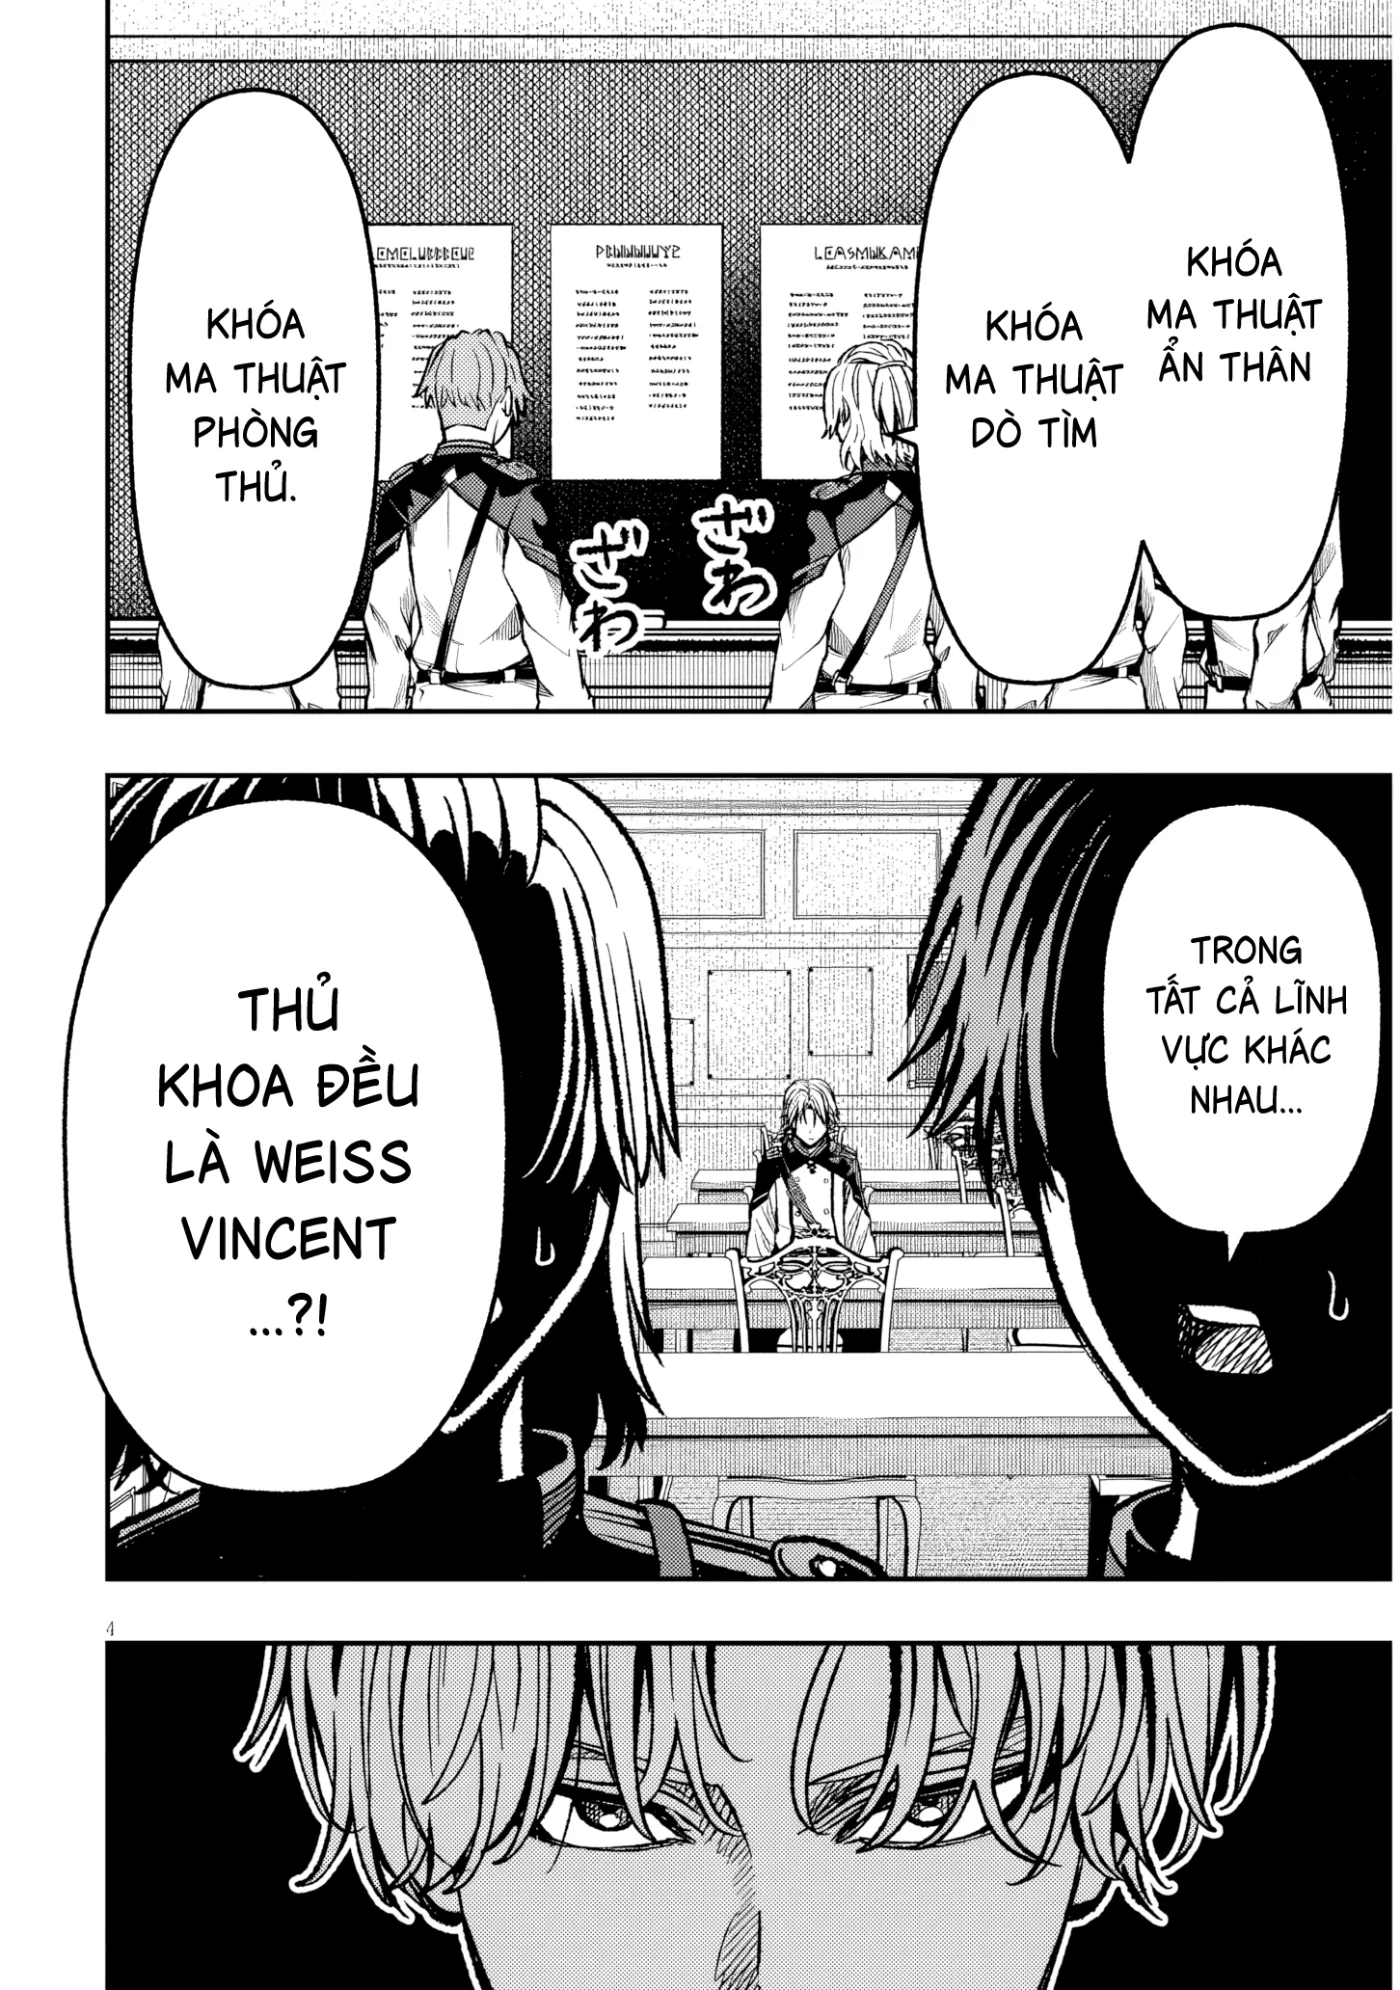 KHÓA
MA THUẬT
ẨN THÂN
KHÓA
MA THUẬT
DÒ TÌM
KHÓA
MA THUẬT
PHÒNG
THỦ.
ざわ
ざわ
TRONG
TẤT CẢ LĨNH
VỰC KHÁC
NHAU...
THỦ
KHOA ĐỀU
LÀ WEISS
VINCENT
...?!
4